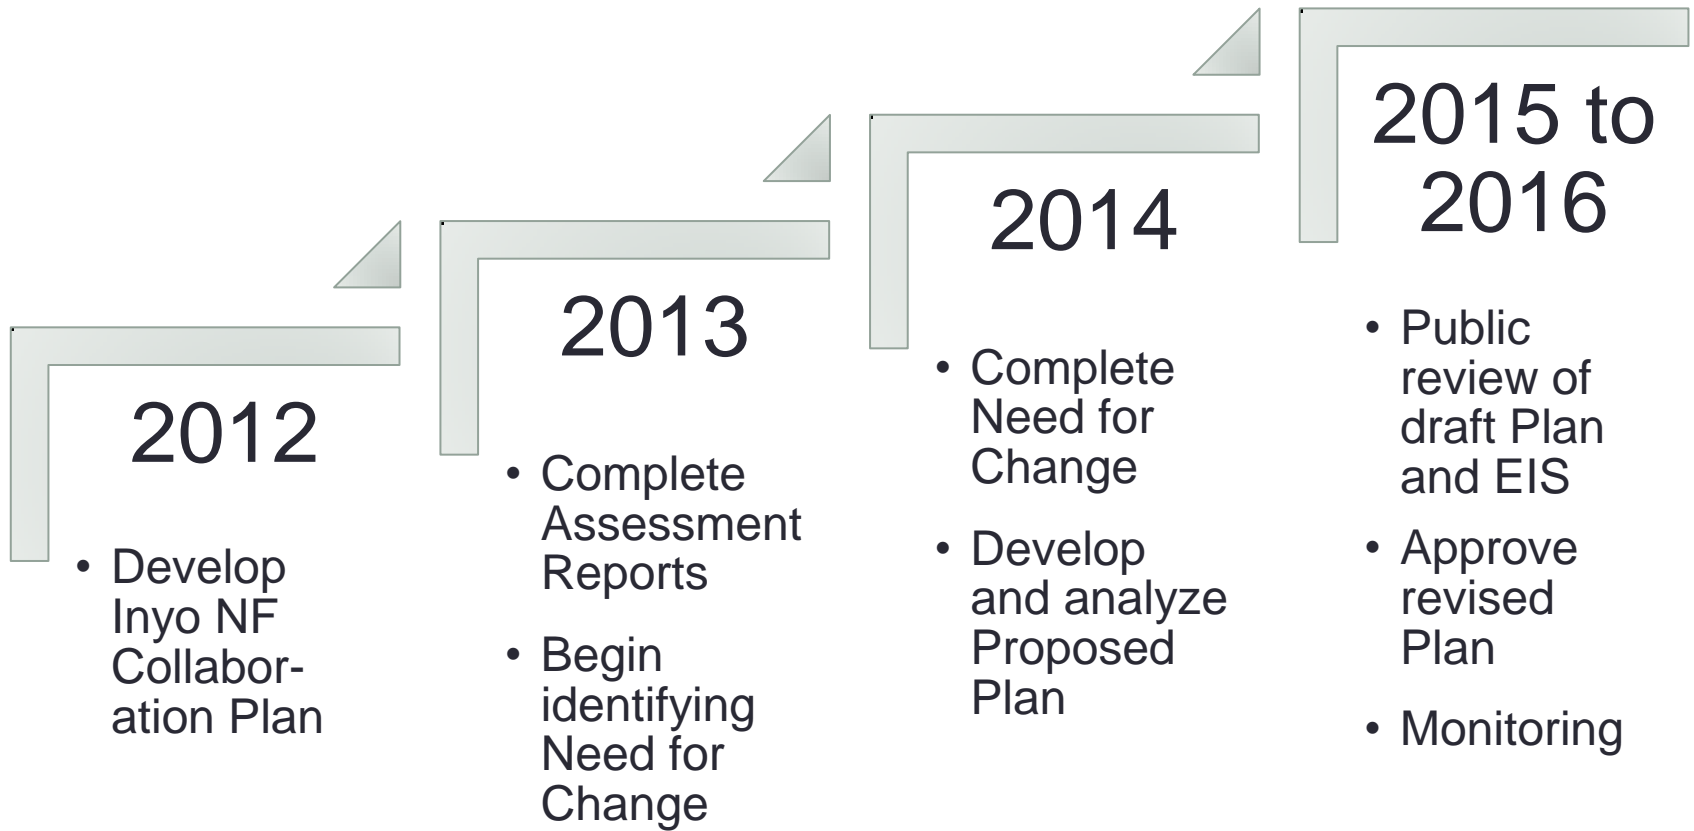 2012
• Develop
Inyo NF
Collabor-
ation Plan
2013
• Complete
Assessment
Reports
• Begin
identifying
Need for
Change
2014
• Complete
Need for
Change
• Develop
and analyze
Proposed
Plan
2015 to
2016
• Public
review of
draft Plan
and EIS
• Approve
revised
Plan
• Monitoring